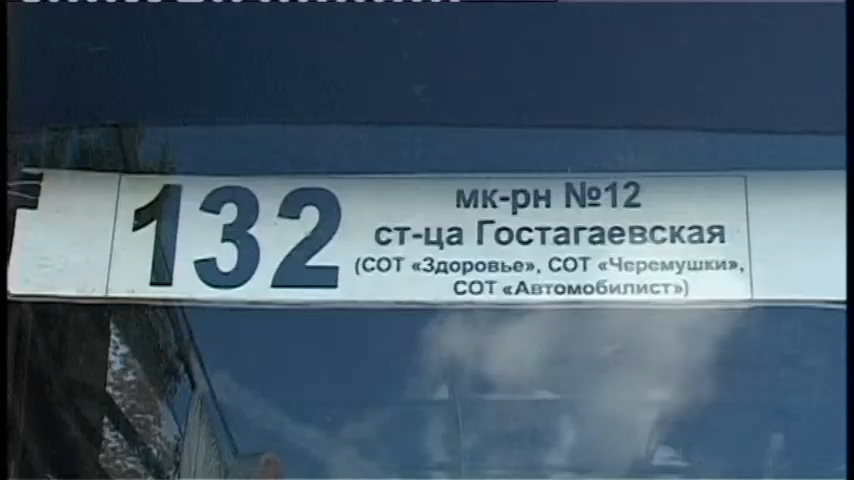 132
мк-рн №12
ст-ца Гостагаевская
(СОТ «Здоровье», СОТ «Черемушки»,
СОТ «Автомобилист»)